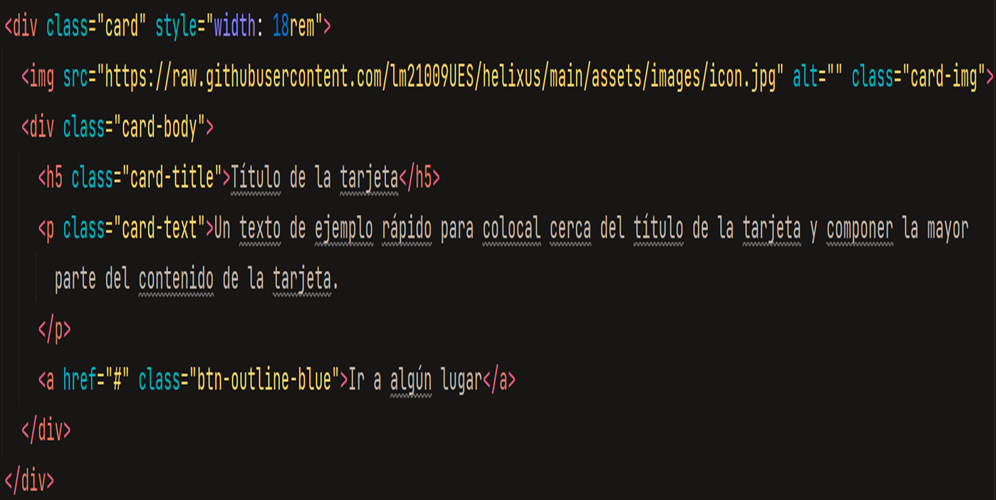 <div class="card" style="width: 18rem">
<img src="https://raw.githubusercontent.com/lm21009UES/helixus/main/assets/images/icon.jpg" alt="" class="card-img">
<div class="card-body">
<h5 class="card-title">Título de la tarjeta</h5>
<p class="card-text">Un texto de ejemplo rápido para colocal cerca del título de la tarjeta y componer la mayor
parte del contenido de la tarjeta.
</p>
<a href="#" class="btn-outline-blue">Ir a algún lugar</a>
</div>
</div>